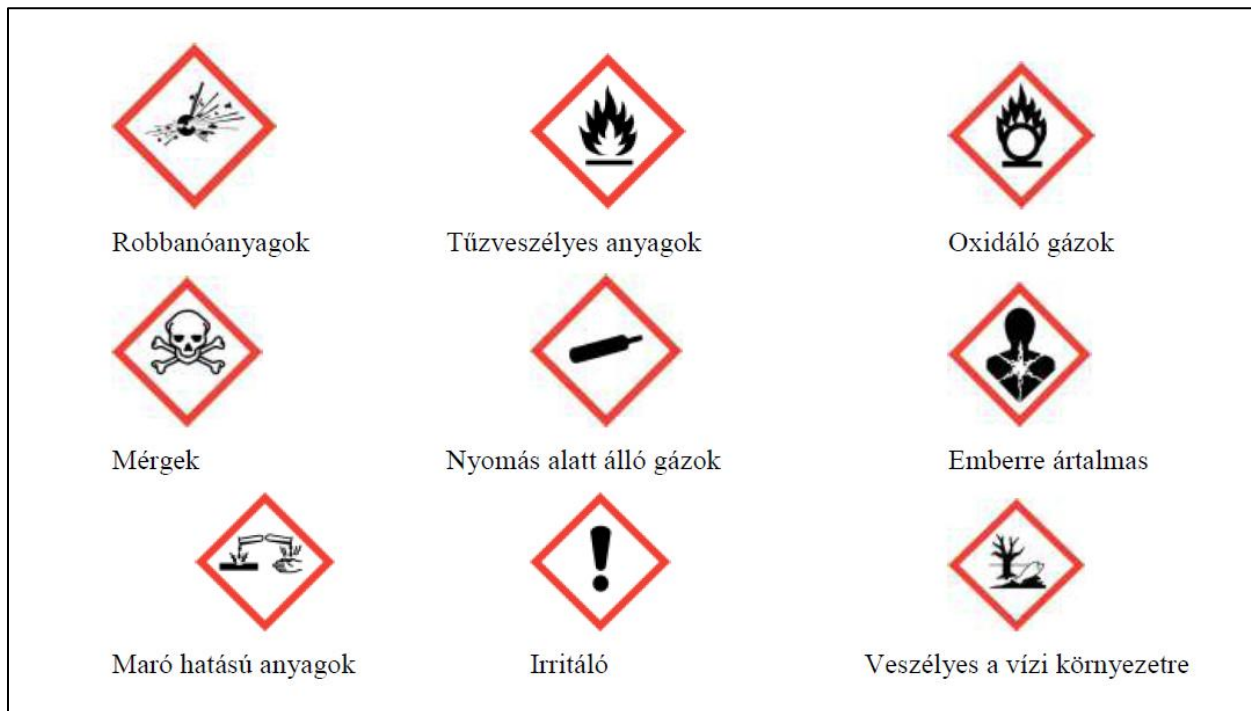 Robbanóanyagok
Tűzveszélyes anyagok
Oxidáló gázok
Mérgek
Nyomás alatt álló gázok
Emberre ártalmas
Maró hatású anyagok
Irritáló
Veszélyes a vízi környezetre